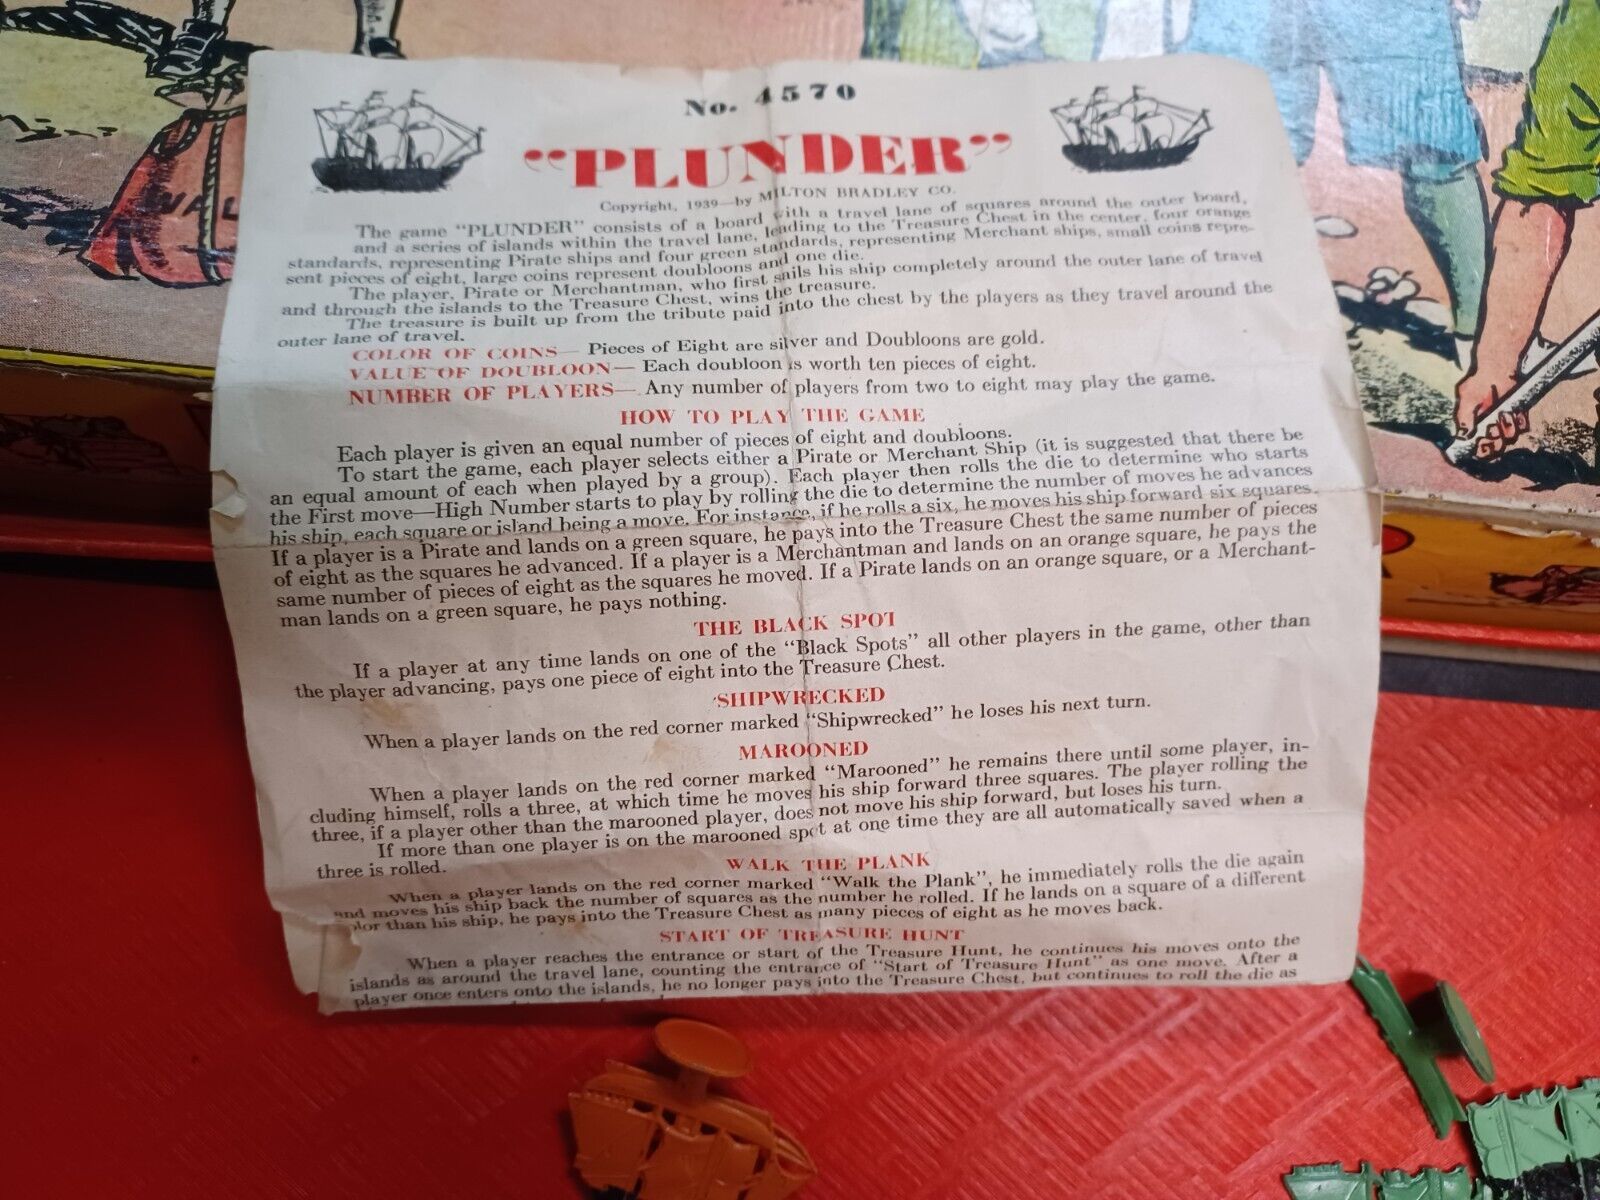 No. 4570
"PLUNDER"
Copyright, 1939—by MILTON BRADLEY CO.
The game "PLUNDER" consists of a board with a travel lane of squares around the outer board,
and a series of islands within the travel lane, leading to the Treasure Chest in the center, four orange
standards, representing Pirate ships and four green standards, representing Merchant ships, small coins repre-
sent pieces of eight, large coins represent doubloons and one die.
The player, Pirate or Merchantman, who first sails his ship completely around the outer lane of travel
and through the islands to the Treasure Chest, wins the treasure.
The treasure is built up from the tribute paid into the chest by the players as they travel around the
outer lane of travel.
COLOR OF COINS— Pieces of Eight are silver and Doubloons are gold.
VALUE OF DOUBLOON— Each doubloon is worth ten pieces of eight.
NUMBER OF PLAYERS— Any number of players from two to eight may play the game.
HOW TO PLAY THE GAME
Each player is given an equal number of pieces of eight and doubloons.
To start the game, each player selects either a Pirate or Merchant Ship (it is suggested that there be
an equal amount of each when played by a group). Each player then rolls the die to determine who starts
the First move—High Number starts to play by rolling the die to determine the number of moves he advances
his ship, each square or island being a move. For instance, if he rolls a six, he moves his ship forward six squares.
If a player is a Pirate and lands on a green square, he pays into the Treasure Chest the same number of pieces
of eight as the squares he advanced. If a player is a Merchantman and lands on an orange square, he pays the
same number of pieces of eight as the squares he moved. If a Pirate lands on an orange square, or a Merchant-
man lands on a green square, he pays nothing.
THE BLACK SPOT
If a player at any time lands on one of the "Black Spots" all other players in the game, other than
the player advancing, pays one piece of eight into the Treasure Chest.
SHIPWRECKED
When a player lands on the red corner marked "Shipwrecked" he loses his next turn.
MAROONED
When a player lands on the red corner marked "Marooned" he remains there until some player, in-
cluding himself, rolls a three, at which time he moves his ship forward three squares. The player rolling the
three, if a player other than the marooned player, does not move his ship forward, but loses his turn.
If more than one player is on the marooned spot at one time they are all automatically saved when a
three is rolled.
WALK THE PLANK
When a player lands on the red corner marked "Walk the Plank", he immediately rolls the die again
and moves his ship back the number of squares as the number he rolled. If he lands on a square of a different
olor than his ship, he pays into the Treasure Chest as many pieces of eight as he moves back.
START OF TREASURE HUNT
When a player reaches the entrance or start of the Treasure Hunt, he continues his moves onto the
islands as around the travel lane, counting the entrance of "Start of Treasure Hunt" as one move. After a
player once enters onto the islands, he no longer pays into the Treasure Chest, but continues to roll the die as